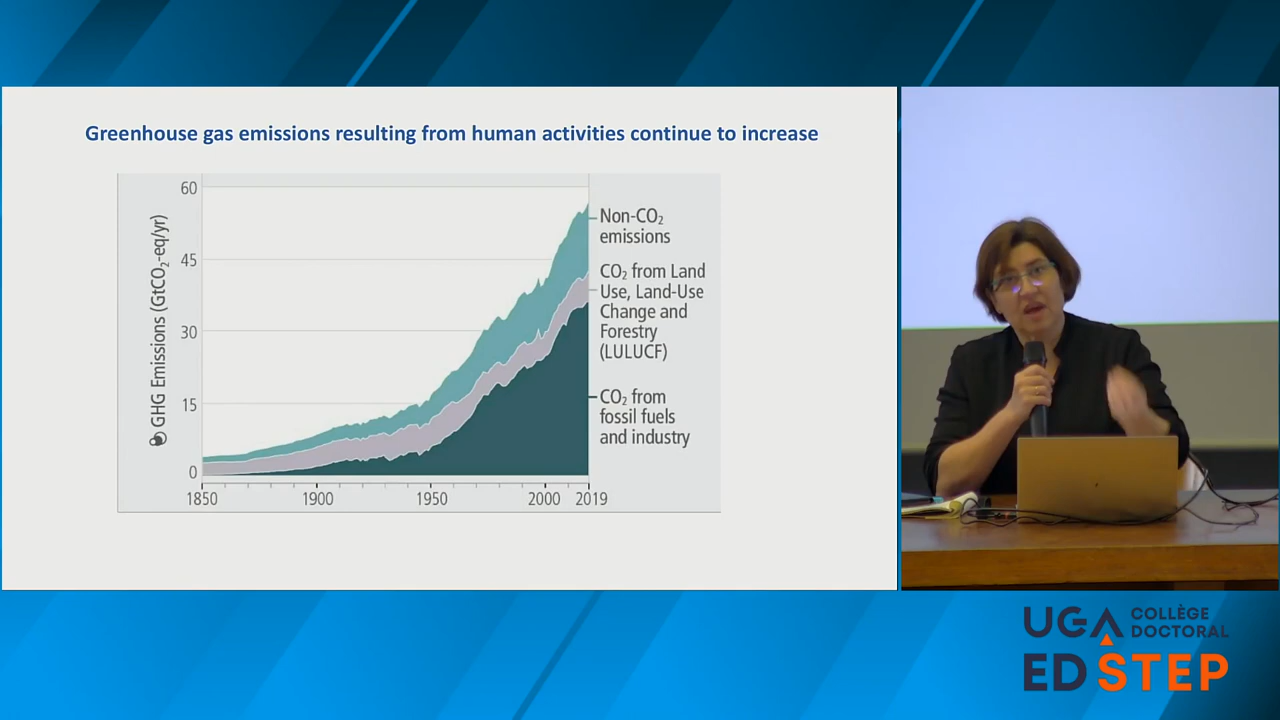 Greenhouse gas emissions resulting from human activities continue to increase
GHG Emissions (GtCO₂-eq/yr)
60
45
30
15
0
1850
1900
1950
2000
2019
Non-CO₂
emissions
CO₂ from Land
Use, Land-Use
Change and
Forestry
(LULUCF)
CO₂ from
fossil fuels
and industry
UGA
COLLÈGE
DOCTORAL
ED STEP